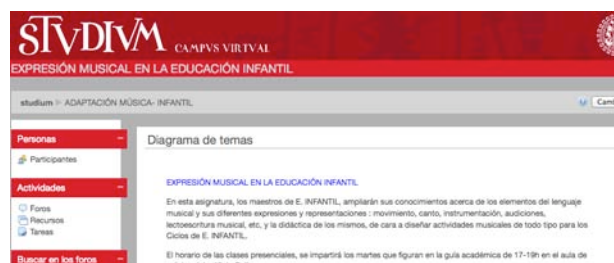 STVDIVM CAMPVS VIRTVAL
EXPRESIÓN MUSICAL EN LA EDUCACIÓN INFANTIL
studium ▻ ADAPTACIÓN MÚSICA- INFANTIL
Personas
Participantes
Actividades
Foros
Recursos
Tareas
Buscar en los foros
Diagrama de temas
EXPRESIÓN MUSICAL EN LA EDUCACIÓN INFANTIL
En esta asignatura, los maestros de E. INFANTIL, ampliarán sus conocimientos acerca de los elementos del lenguaje
musical y sus diferentes expresiones y representaciones : movimiento, canto, instrumentación, audiciones,
lectoescritura musical, etc, y la didáctica de los mismos, de cara a diseñar actividades musicales de todo tipo para los
Ciclos de E. INFANTIL.
El horario de las clases presenciales, se impartirá los martes que figuran en la guía académica de 17-19h en el aula de